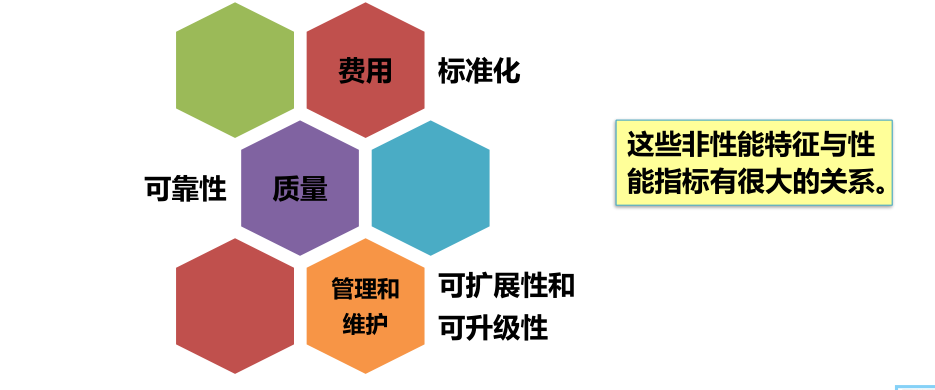 费用
标准化
可靠性
质量
管理和
维护
可扩展性和
可升级性
这些非性能特征与性
能指标有很大的关系。